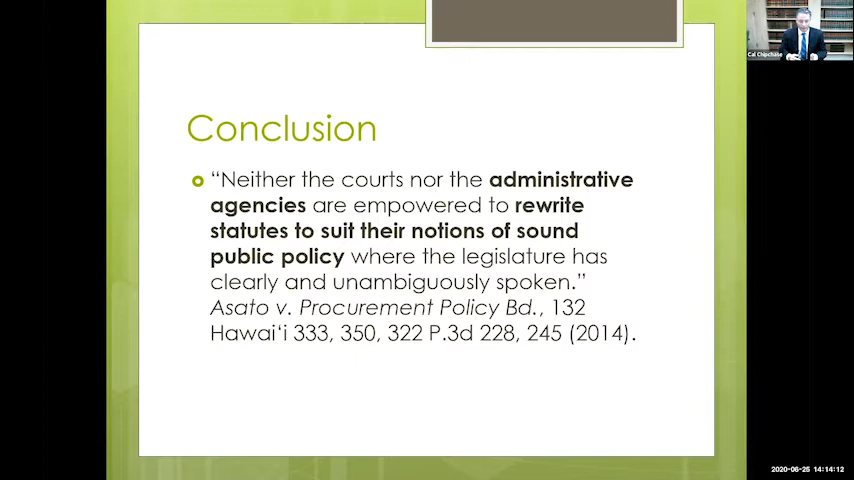 Cal Chipchase
Conclusion
“Neither the courts nor the administrative
agencies are empowered to rewrite
statutes to suit their notions of sound
public policy where the legislature has
clearly and unambiguously spoken.”
Asato v. Procurement Policy Bd., 132
Hawai‘i 333, 350, 322 P.3d 228, 245 (2014).
2020-06-25 14:14:12